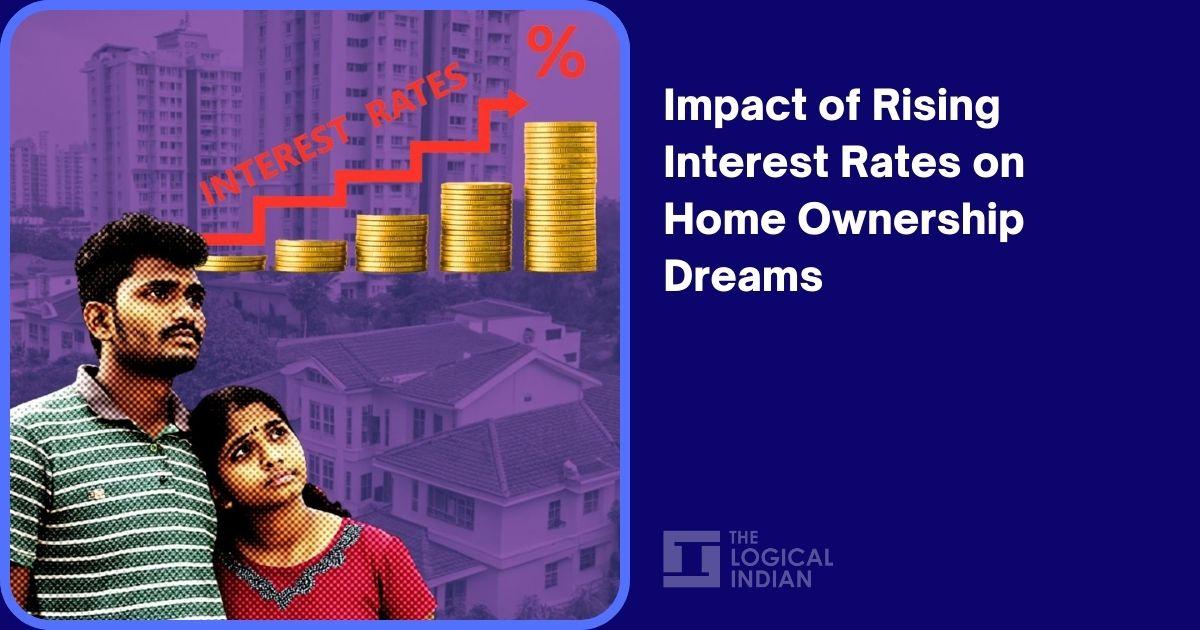 INTEREST RATES
%
Impact of Rising
Interest Rates on
Home Ownership
Dreams
THE
LOGICAL
INDIAN